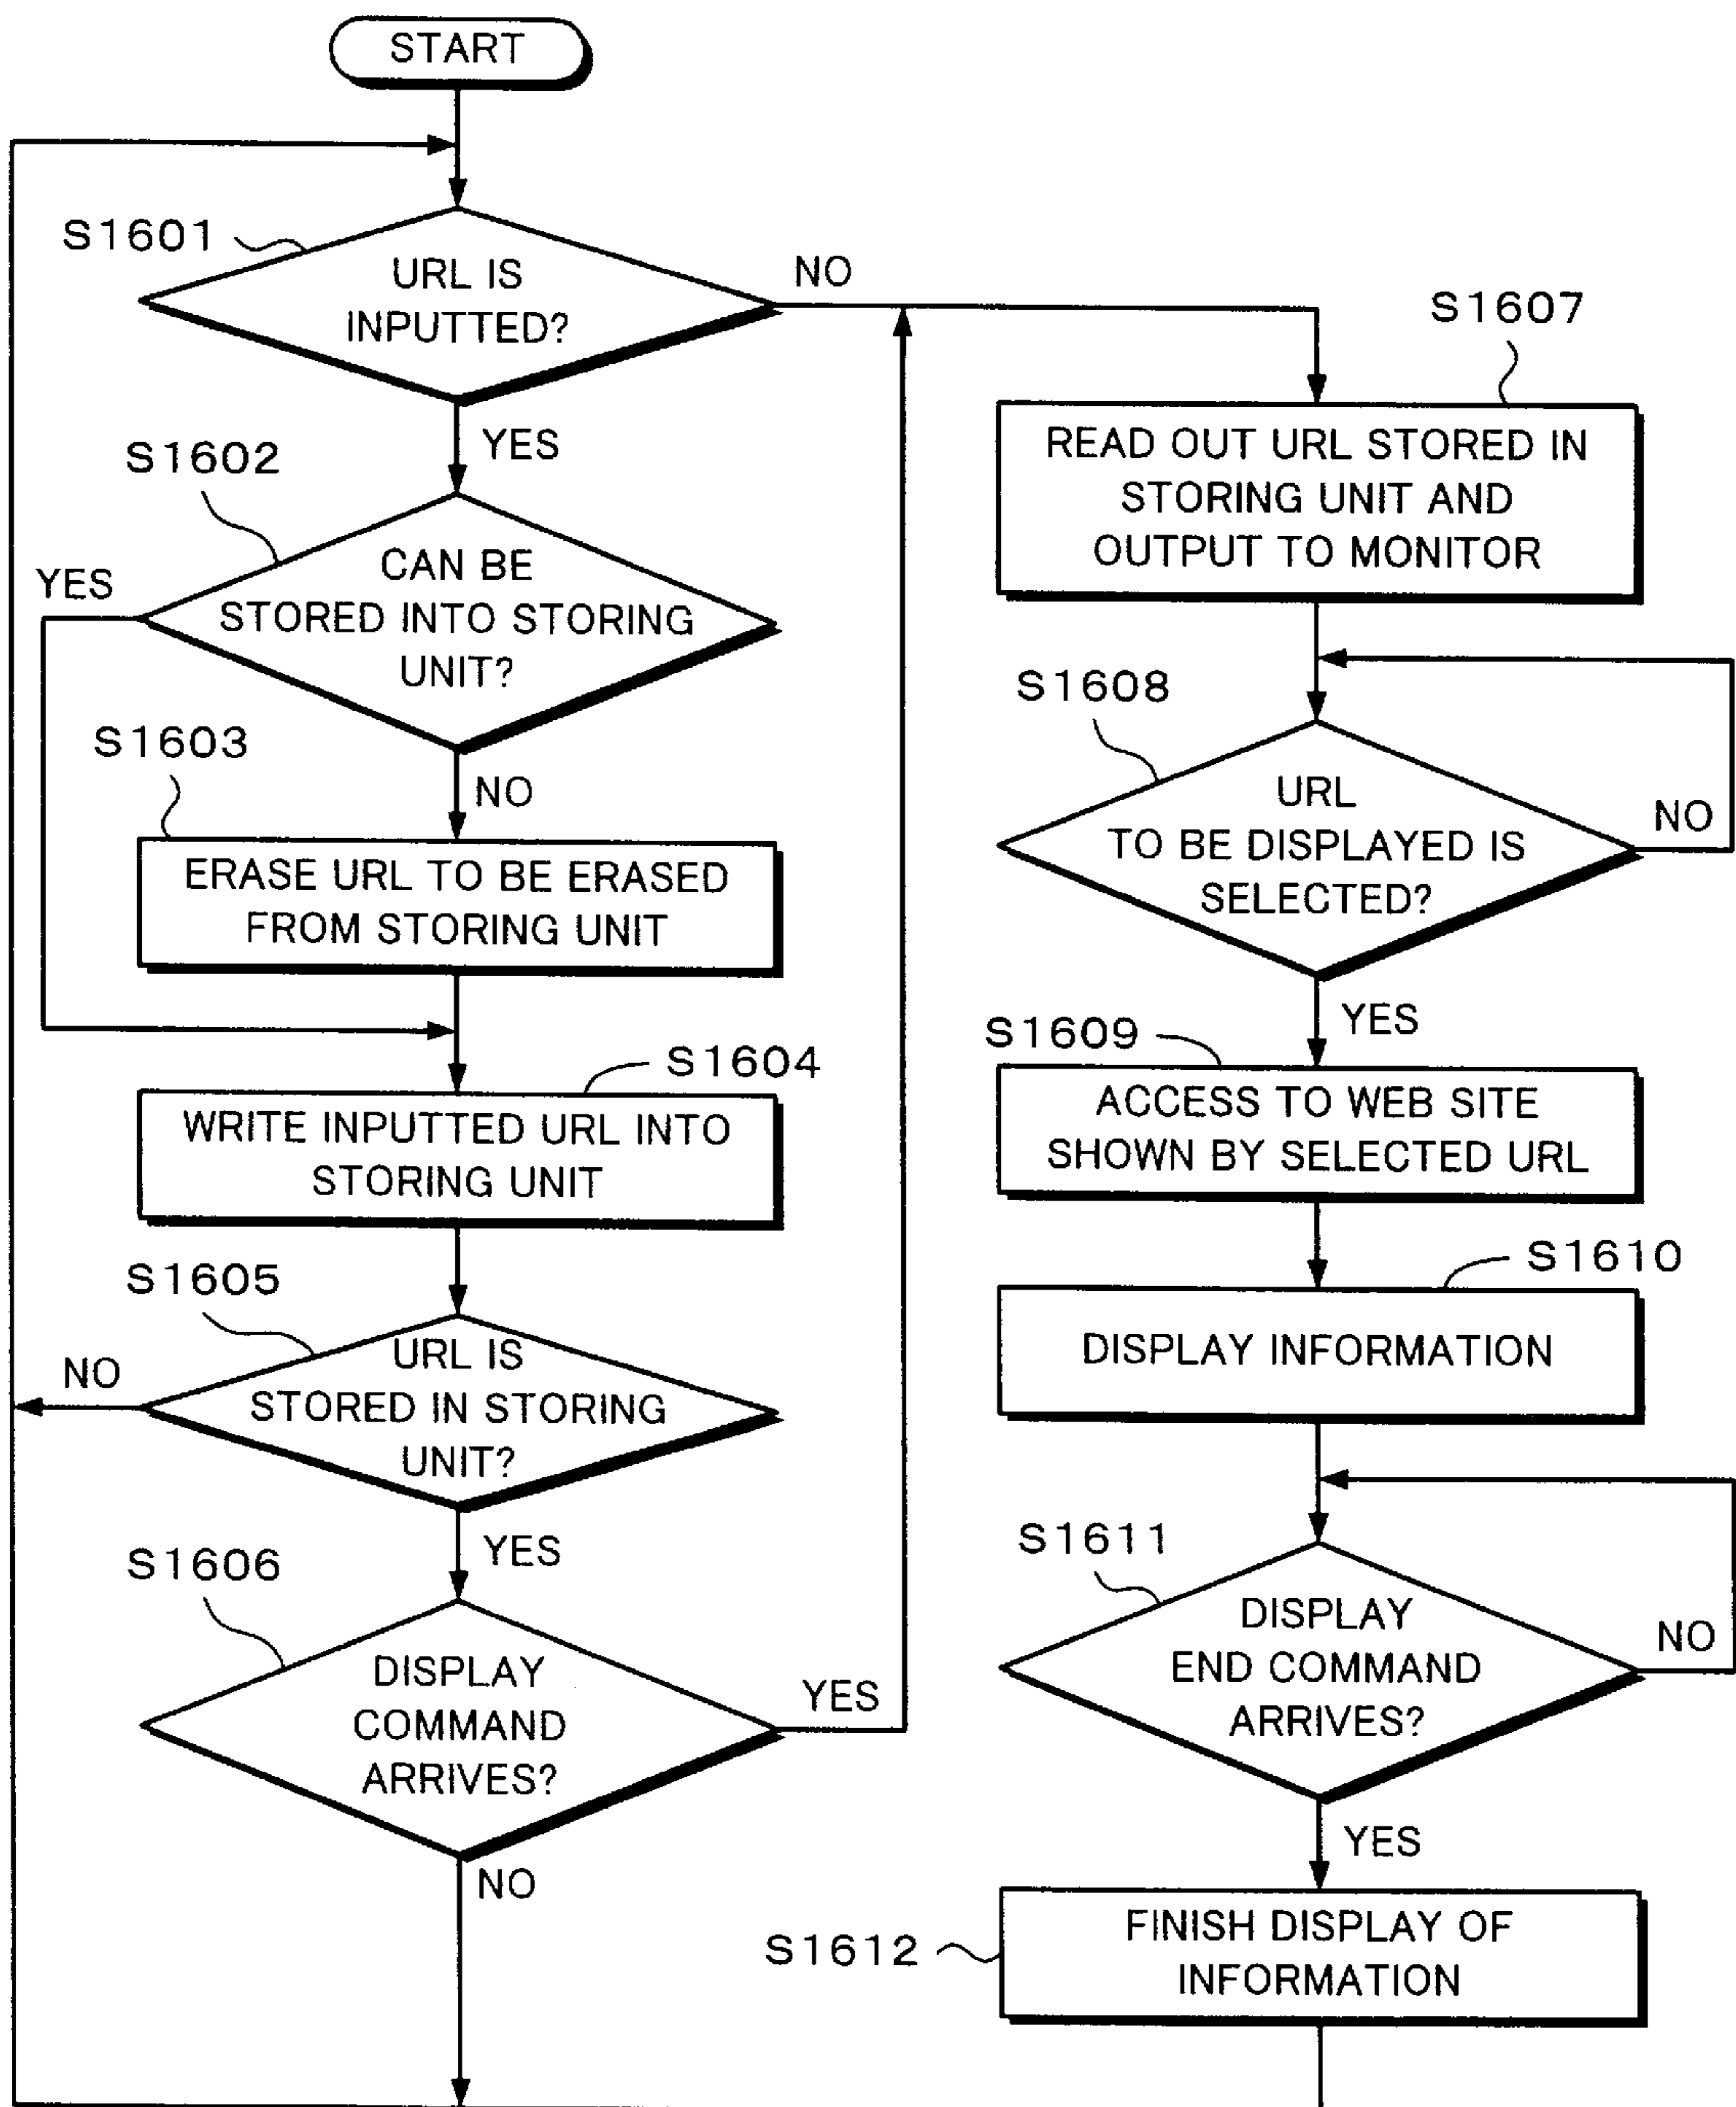 START
S1601
URL IS
INPUTTED?
NO
YES
S1602
CAN BE
STORED INTO STORING
UNIT?
YES
NO
S1603
ERASE URL TO BE ERASED
FROM STORING UNIT
S1604
WRITE INPUTTED URL INTO
STORING UNIT
S1605
URL IS
STORED IN STORING
UNIT?
NO
YES
S1606
DISPLAY
COMMAND
ARRIVES?
YES
NO
S1607
READ OUT URL STORED IN
STORING UNIT AND
OUTPUT TO MONITOR
S1608
URL
TO BE DISPLAYED IS
SELECTED?
NO
YES
S1609
ACCESS TO WEB SITE
SHOWN BY SELECTED URL
S1610
DISPLAY INFORMATION
S1611
DISPLAY
END COMMAND
ARRIVES?
NO
YES
S1612
FINISH DISPLAY OF
INFORMATION